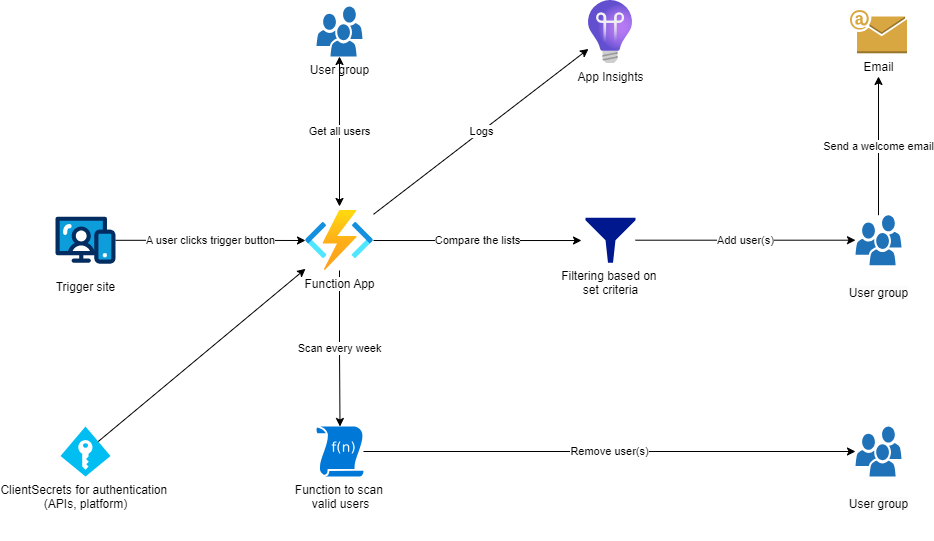 User group
App Insights
Email
Get all users
Logs
Send a welcome email
A user clicks trigger button
Compare the lists
Add user(s)
Trigger site
Function App
Filtering based on
set criteria
User group
Scan every week
f(n)
Remove user(s)
ClientSecrets for authentication
(APIs, platform)
Function to scan
valid users
User group